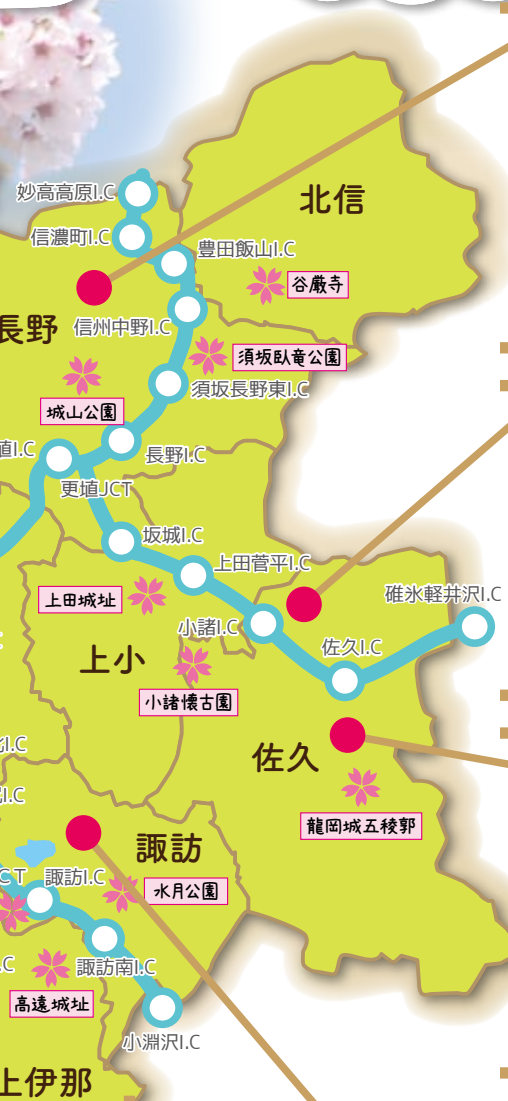 妙高高原I.C
北信
信濃町I.C
豊田飯山I.C
谷厳寺
長野
信州中野I.C
須坂臥竜公園
須坂長野東I.C
城山公園
長野I.C
埴I.C
更埴JCT
坂城I.C
上田菅平I.C
碓氷軽井沢I.C
上田城址
小諸I.C
佐久I.C
上小
小諸懐古園
I.C
佐久
I.C
龍岡城五稜郭
諏訪
CT
諏訪I.C
水月公園
.C
諏訪南I.C
高遠城址
小淵沢I.C
上伊那